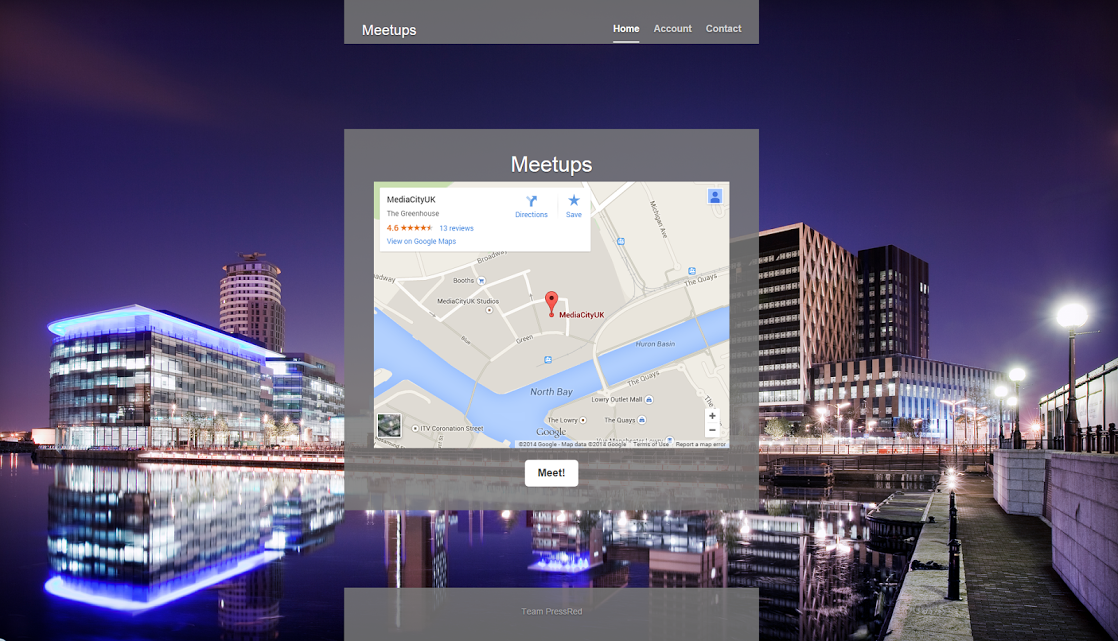 Meetups
Home Account Contact
Meetups
MediaCityUK
The Greenhouse
4.6 13 reviews
View on Google Maps
Directions
Save
Michigan Ave
Broadway
The Quays
Booths
MediaCityUK Studios
MediaCityUK
Blue
Green
Huron Basin
The Quays
North Bay
Lowry Outlet Mall
The Lowry
The Quays
ITV Coronation Street
Google
+
−
©2014 Google - Map data ©2014 Google Terms of Use Report a map error
Meet!
Team PressRed